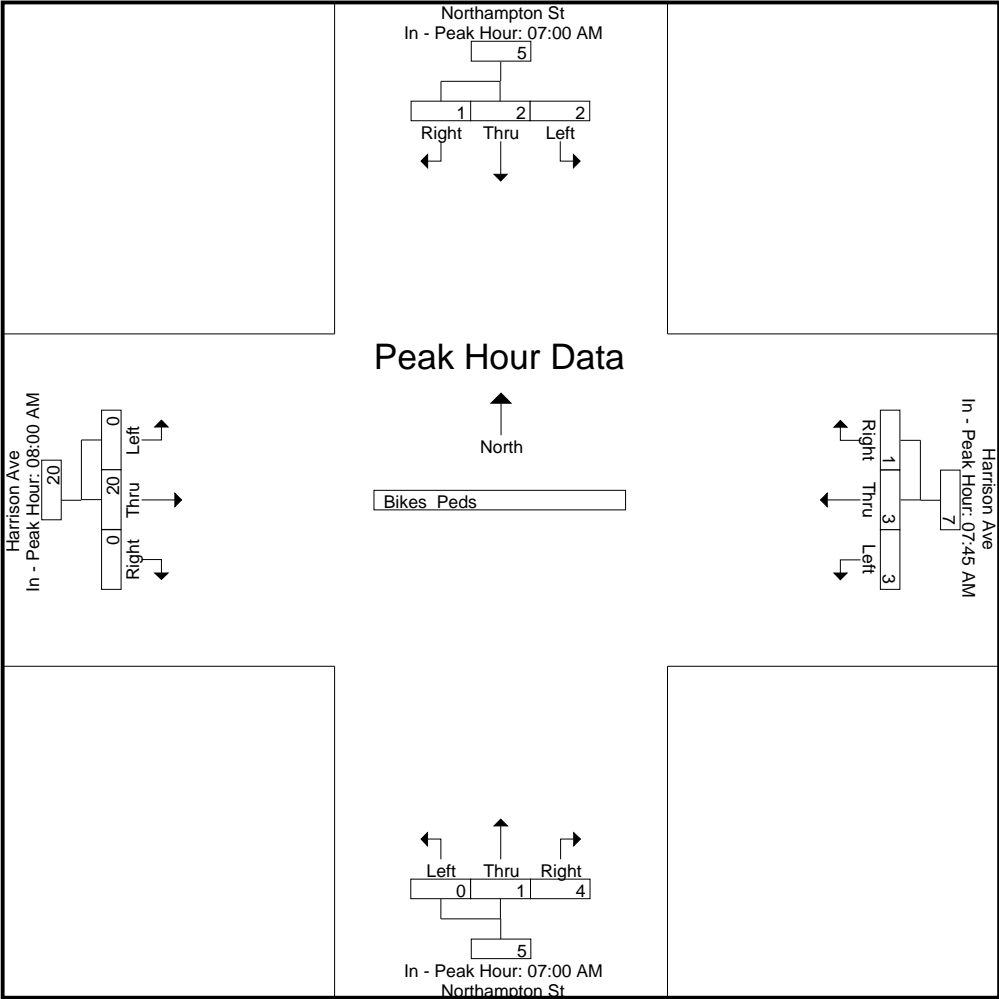 Northampton St
In - Peak Hour: 07:00 AM
5
1 2 2
Right Thru Left
Peak Hour Data
North
Bikes Peds
Harrison Ave
In - Peak Hour: 08:00 AM
20
0 20 0
Left Thru Right
Harrison Ave
In - Peak Hour: 07:45 AM
7
1 3 3
Right Thru Left
Left Thru Right
0 1 4
5
In - Peak Hour: 07:00 AM
Northampton St